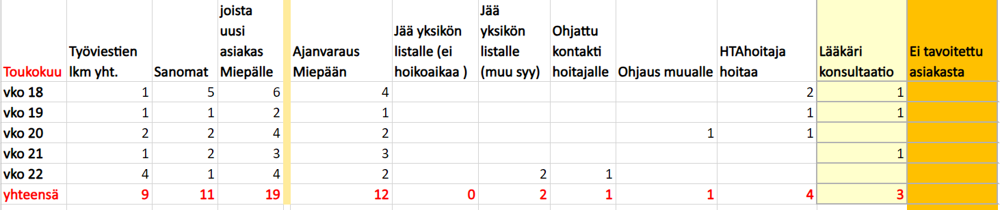 Toukokuu Työviestien lkm yht. Sanomat joista uusi asiakas Miepälle Ajanvaraus Miepään Jää yksikön listalle (ei hoikoaikaa ) Jää yksikön listalle (muu syy) Ohjattu kontakti hoitajalle Ohjaus muualle HTAhoitaja hoitaa Lääkäri konsultaatio Ei tavoitettu asiakasta
vko 18 1 5 6 4 2 1
vko 19 1 1 2 1 1 1
vko 20 2 2 4 2 1 1
vko 21 1 2 3 3 1
vko 22 4 1 4 2 2 1
yhteensä 9 11 19 12 0 2 1 1 4 3